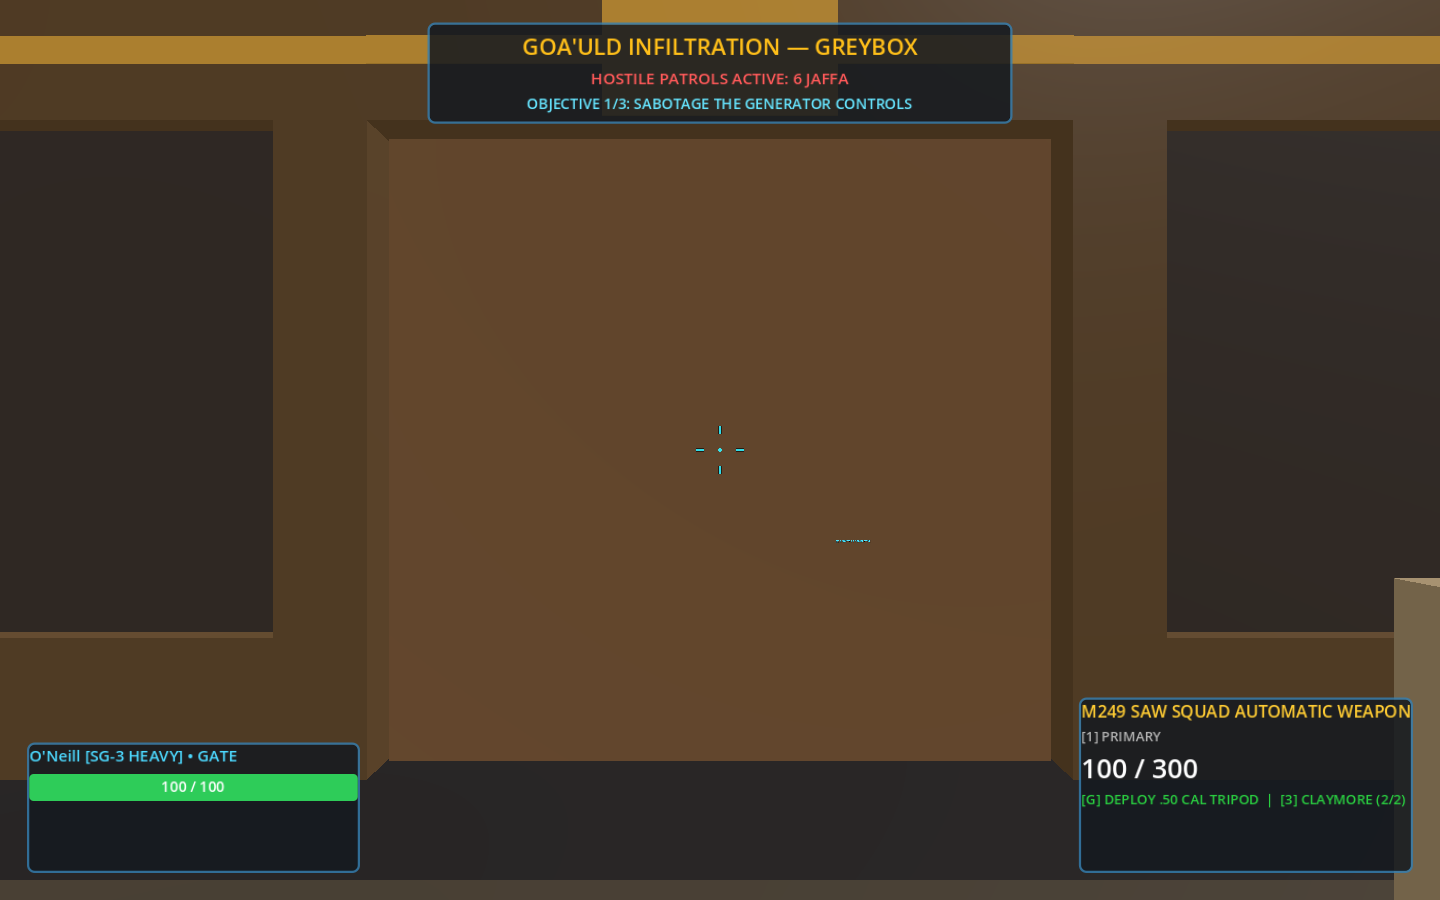 GOA'ULD INFILTRATION — GREYBOX
HOSTILE PATROLS ACTIVE: 6 JAFFA
OBJECTIVE 1/3: SABOTAGE THE GENERATOR CONTROLS
O'Neill [SG-3 HEAVY] • GATE
100 / 100
M249 SAW SQUAD AUTOMATIC WEAPON
[1] PRIMARY
100 / 300
[G] DEPLOY .50 CAL TRIPOD | [3] CLAYMORE (2/2)